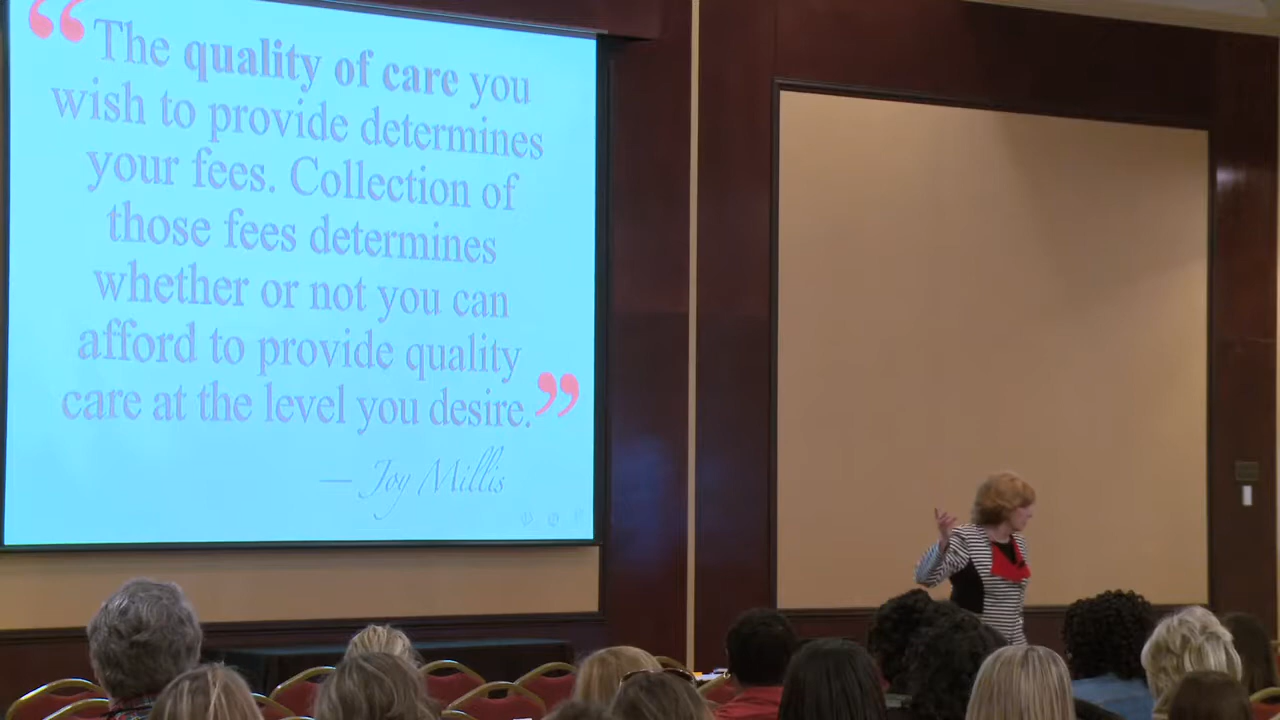 “The quality of care you
wish to provide determines
your fees. Collection of
those fees determines
whether or not you can
afford to provide quality
care at the level you desire.”
— Joy Millis